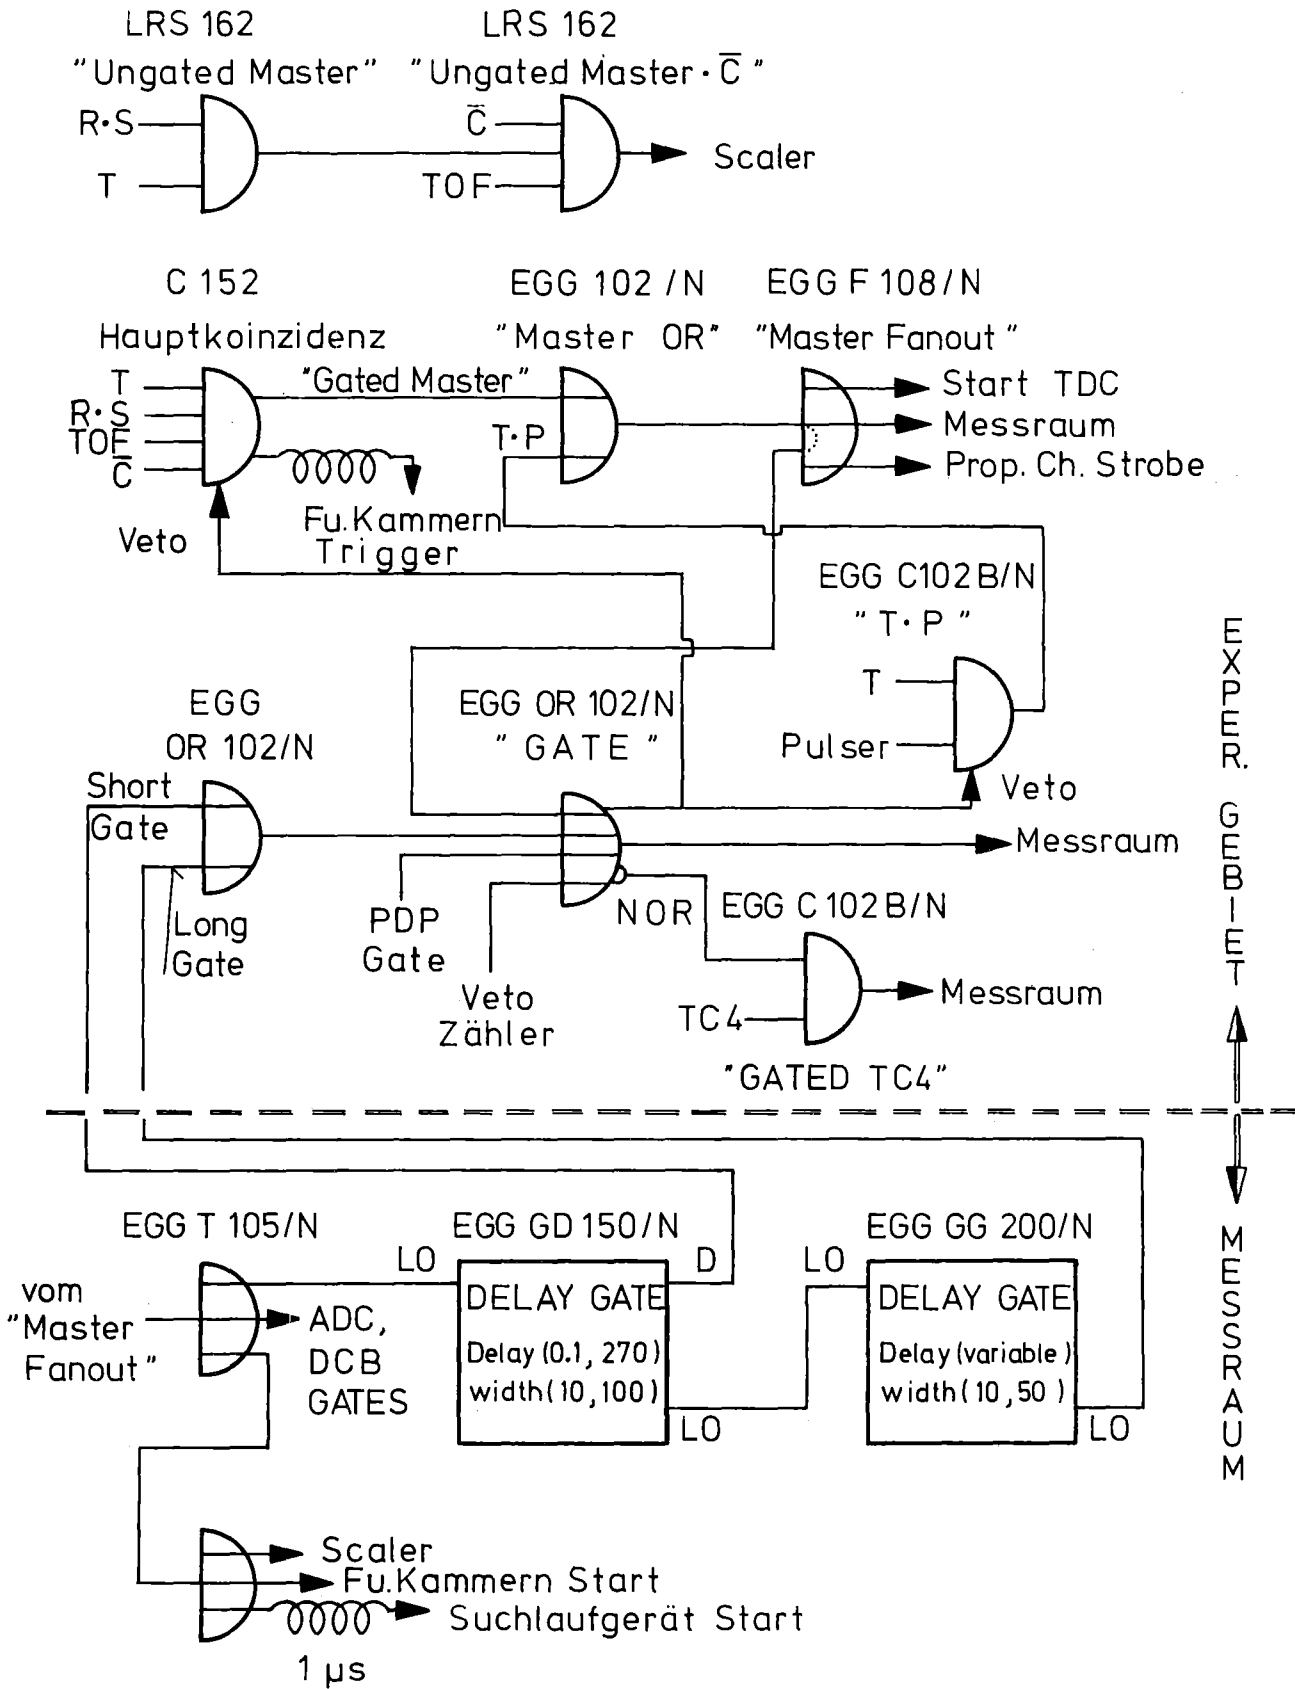 LRS 162
"Ungated Master"
LRS 162
"Ungated Master · C̅ "
R·S
T
C̅
TOF
Scaler
C 152
Hauptkoinzidenz
EGG 102 /N
"Master OR"
EGG F 108/N
"Master Fanout "
T
R·S
TOF
C̅
"Gated Master"
T·P
Start TDC
Messraum
Prop. Ch. Strobe
Veto
Fu.Kammern
Trigger
EGG C102B/N
" T·P "
T
Pulser
Veto
EGG
OR 102/N
Short
Gate
Long
Gate
EGG OR 102/N
" GATE "
PDP
Gate
Veto
Zähler
NOR
Messraum
EGG C 102 B/N
TC4
Messraum
"GATED TC4"
EXPER. GEBIET
MESSRAUM
EGG T 105/N
vom
"Master
Fanout"
ADC,
DCB
GATES
EGG GD 150/N
LO
D
DELAY GATE
Delay (0.1, 270)
width (10, 100)
LO
EGG GG 200/N
LO
DELAY GATE
Delay (variable)
width (10, 50 )
LO
Scaler
Fu.Kammern Start
Suchlaufgerät Start
1 µs